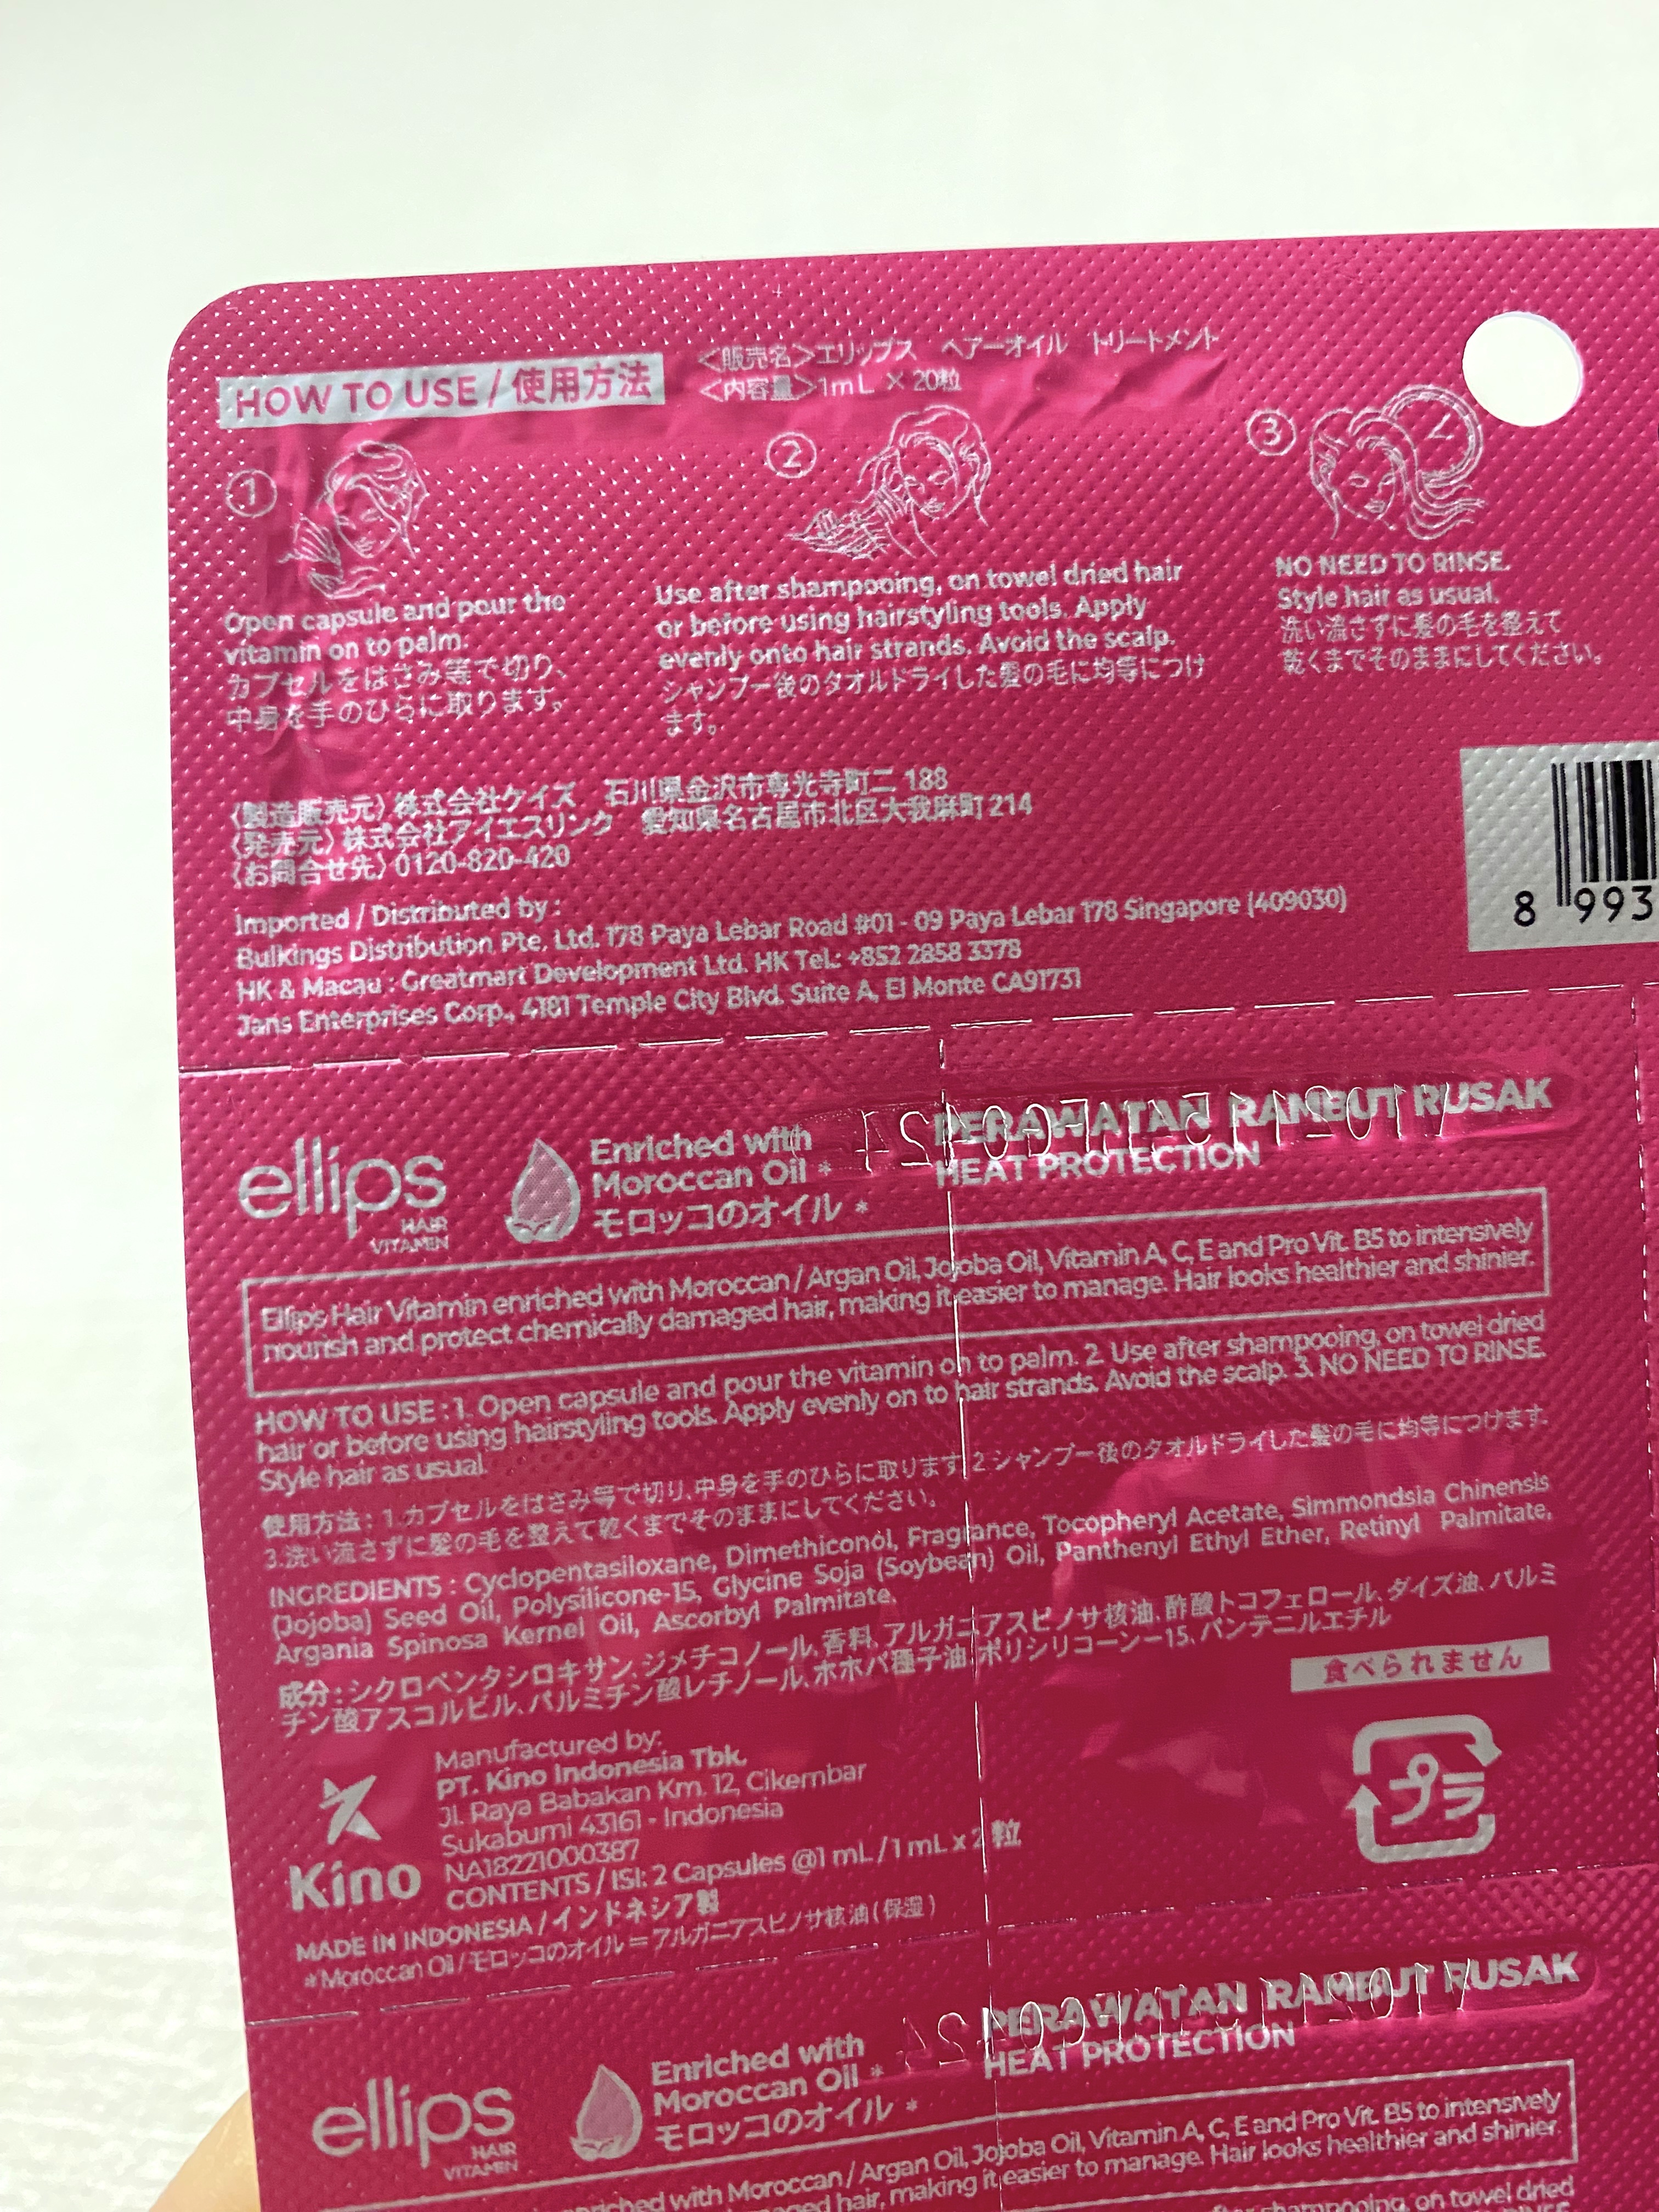 HOW TO USE / 使用方法
<販売名>エリップス ヘアーオイル トリートメント
<内容量>1mL × 20粒
1
Open capsule and pour the
vitamin on to palm.
カプセルをはさみ等で切り、
中身を手のひらに取ります。
2
Use after shampooing, on towel dried hair
or before using hairstyling tools. Apply
evenly onto hair strands. Avoid the scalp.
シャンプー後のタオルドライした髪の毛に均等につけ
ます。
3
NO NEED TO RINSE.
Style hair as usual.
洗い流さずに髪の毛を整えて
乾くまでそのままにしてください。
〈製造販売元〉株式会社ケイズ 石川県金沢市専光寺町ニ 188
〈発売元〉株式会社アイエスリンク 愛知県名古屋市北区大我麻町 214
〈お問合せ先〉0120-820-420
Imported / Distributed by :
Bulkings Distribution Pte, Ltd. 178 Paya Lebar Road #01 - 09 Paya Lebar 178 Singapore (409030)
HK & Macau : Greatmart Development Ltd. HK Tel.: +852 2858 3378
Jans Enterprises Corp., 4181 Temple City Blvd. Suite A, El Monte CA91731
8 993
ellips
HAIR
VITAMIN
Enriched with
Moroccan Oil *
モロッコのオイル *
PERAWATAN RAMBUT RUSAK
HEAT PROTECTION
Ellips Hair Vitamin enriched with Moroccan / Argan Oil, Jojoba Oil, Vitamin A, C, E and Pro Vit. B5 to intensively
nourish and protect chemically damaged hair, making it easier to manage. Hair looks healthier and shinier.
HOW TO USE : 1. Open capsule and pour the vitamin on to palm. 2. Use after shampooing, on towel dried
hair or before using hairstyling tools. Apply evenly on to hair strands. Avoid the scalp. 3. NO NEED TO RINSE.
Style hair as usual.
使用方法 : 1.カプセルをはさみ等で切り、中身を手のひらに取ります 2 シャンプー後のタオルドライした髪の毛に均等につけます.
3.洗い流さずに髪の毛を整えて乾くまでそのままにしてください。
INGREDIENTS : Cyclopentasiloxane, Dimethiconol, Fragrance, Tocopheryl Acetate, Simmondsia Chinensis
(Jojoba) Seed Oil, Polysilicone-15, Glycine Soja (Soybean) Oil, Panthenyl Ethyl Ether, Retinyl Palmitate,
Argania Spinosa Kernel Oil, Ascorbyl Palmitate.
成分 : シクロペンタシロキサン、ジメチコノール、香料、アルガニアスピノサ核油、酢酸トコフェロール、ダイズ油、パルミ
チン酸アスコルビル、パルミチン酸レチノール、ホホバ種子油、ポリシリコーンー15、パンテニルエチル
食べられません
プラ
Kino
Manufactured by:
PT. Kino Indonesia Tbk.
Jl. Raya Babakan Km. 12, Cikembar
Sukabumi 43161 - Indonesia
NA18221000387
CONTENTS / ISI: 2 Capsules @1 mL / 1 mL x 2 粒
MADE IN INDONESIA / インドネシア製
*Moroccan Oil / モロッコのオイル = アルガニアスピノサ核油 ( 保湿 )
ellips
HAIR
VITAMIN
Enriched with
Moroccan Oil *
モロッコのオイル *
PERAWATAN RAMBUT RUSAK
HEAT PROTECTION
enriched with Moroccan / Argan Oil, Jojoba Oil, Vitamin A, C, E and Pro Vit. B5 to intensively
hair, making it easier to manage. Hair looks healthier and shinier.
shampooing, on towel dried